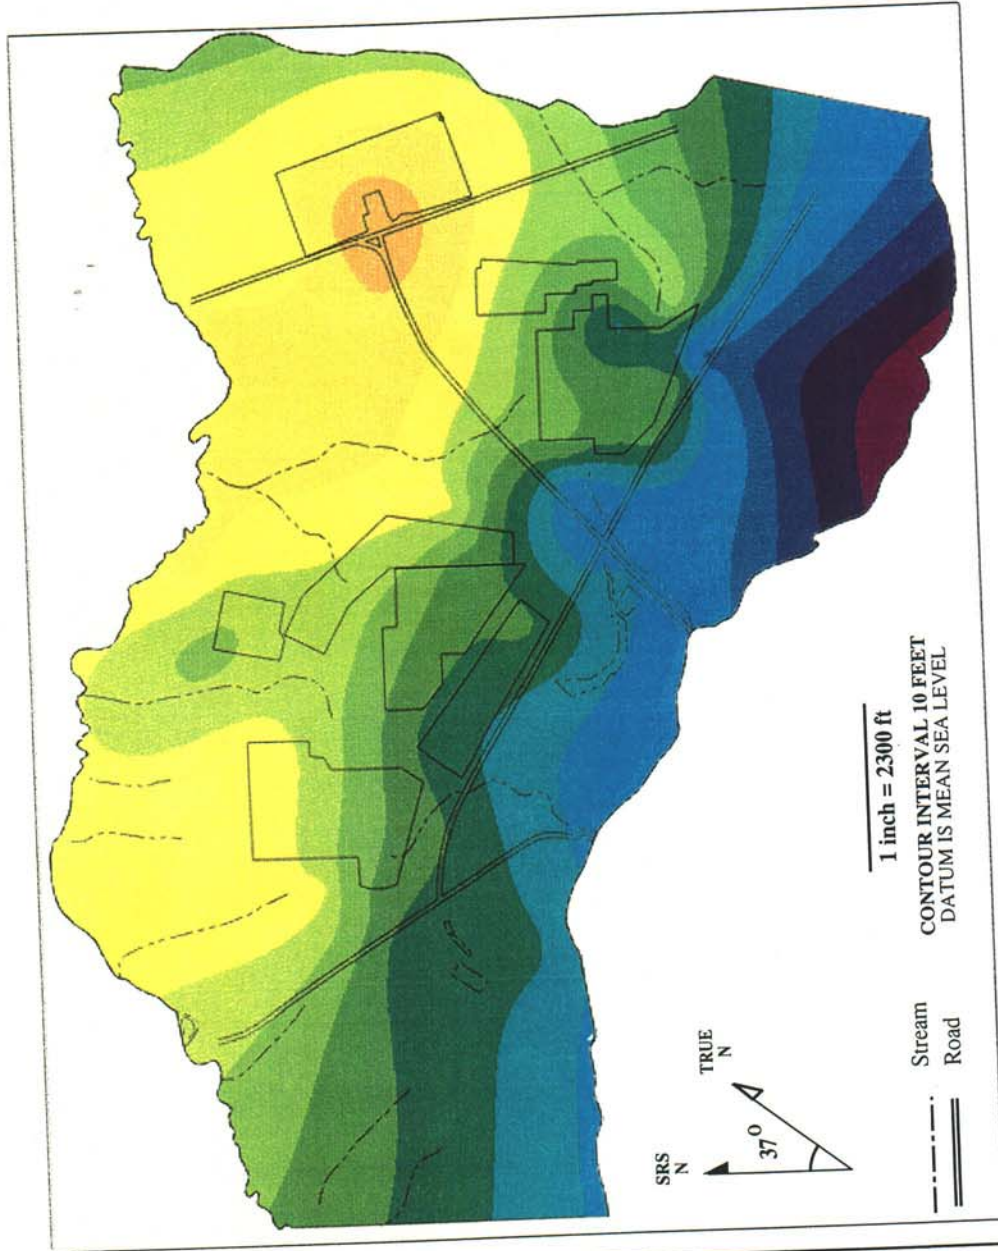 1 inch = 2300 ft
CONTOUR INTERVAL 10 FEET
DATUM IS MEAN SEA LEVEL
SRS
N
TRUE
N
37°
Stream
Road